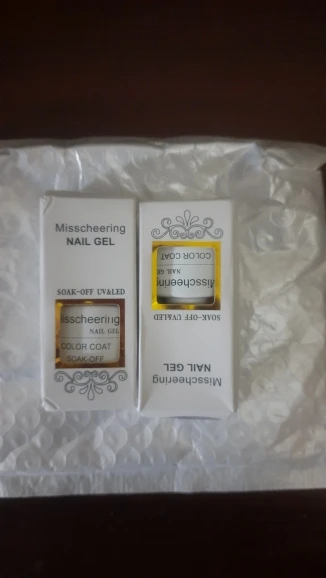 Misscheering
NAIL GEL
SOAK-OFF UV&LED
isscheering
NAIL GEL
COLOR COAT
SOAK-OFF
Misscheering
NAIL GEL
SOAK-OFF UV&LED
Misscheering
NAIL GEL
COLOR COAT